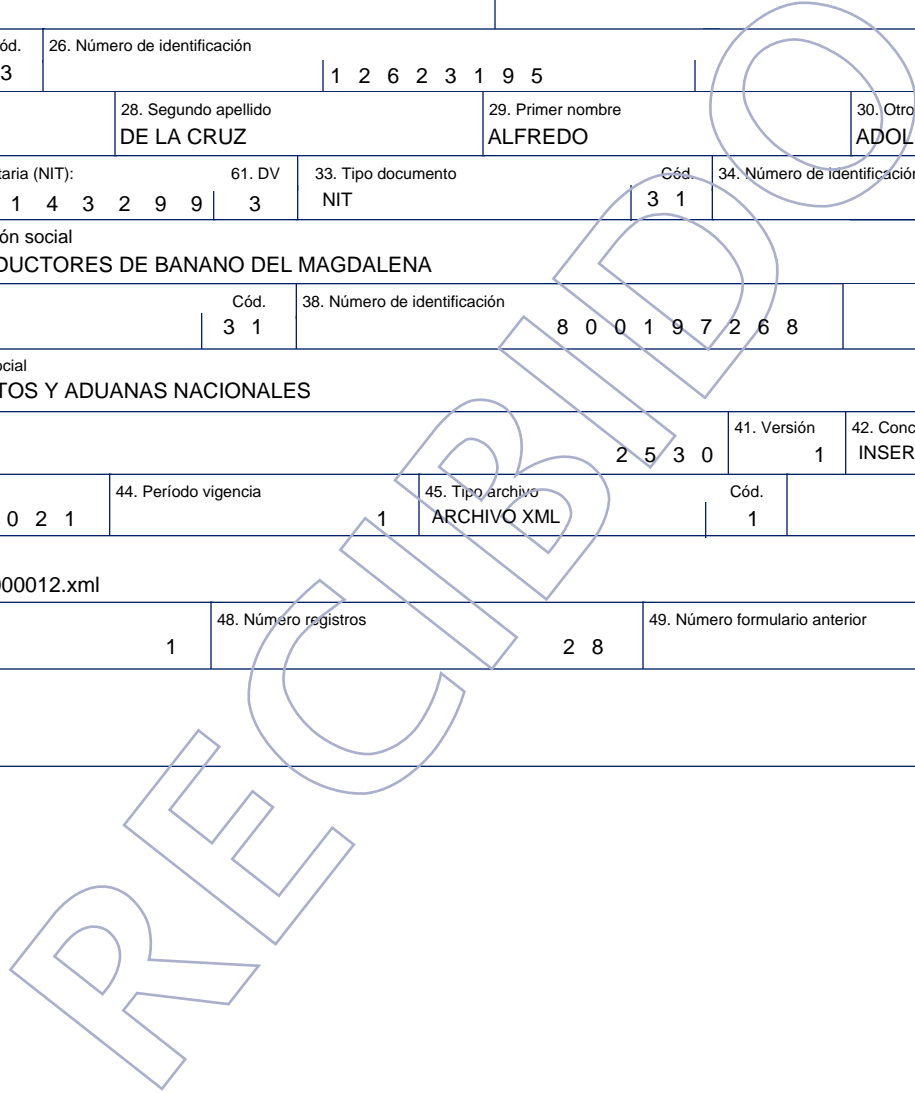 ód. 26. Número de identificación
3 1 2 6 2 3 1 9 5
28. Segundo apellido 29. Primer nombre 30. Otro
DE LA CRUZ ALFREDO ADOL
taria (NIT): 61. DV 33. Tipo documento Cód. 34. Número de identificación
1 4 3 2 9 9 3 NIT 3 1
ón social
DUCTORES DE BANANO DEL MAGDALENA
Cód. 38. Número de identificación
3 1 8 0 0 1 9 7 2 6 8
ocial
TOS Y ADUANAS NACIONALES
41. Versión 42. Conc
2 5 3 0 1 INSER
44. Período vigencia 45. Tipo archivo Cód.
0 2 1 1 ARCHIVO XML 1
000012.xml
48. Número registros 49. Número formulario anterior
1 2 8
RECIBIDO